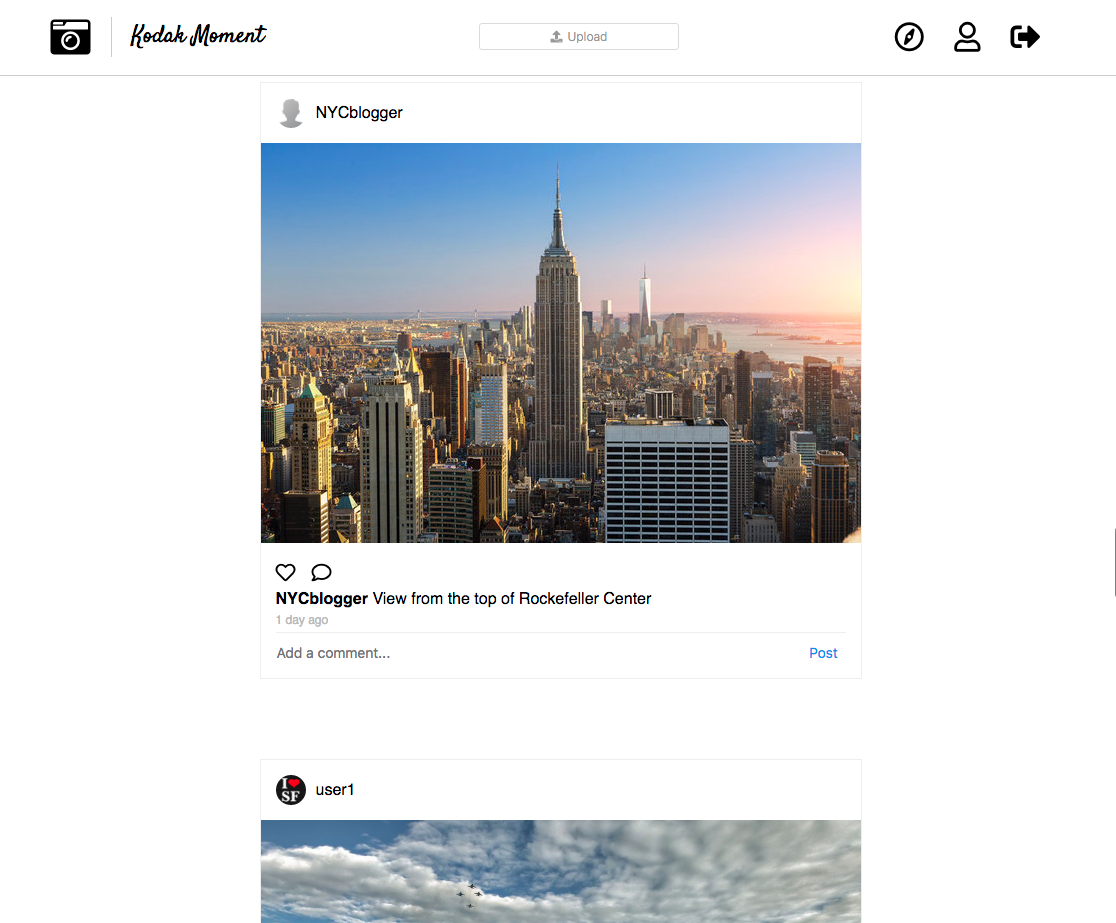 Kodak Moment
Upload
NYCblogger
NYCblogger View from the top of Rockefeller Center
1 day ago
Add a comment... Post
I ♥
SF
user1